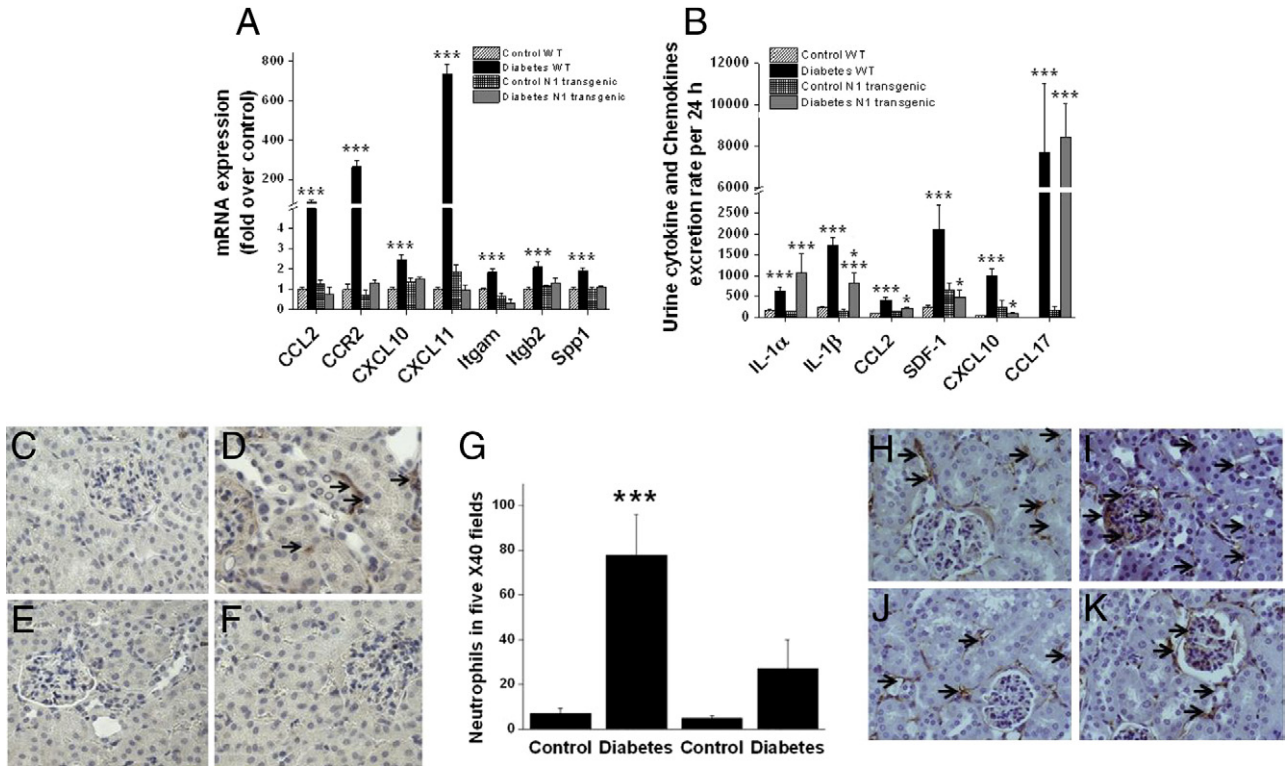 A
mRNA expression
(fold over control)
800
600
400
200
4
3
2
1
0
***
***
***
***
***
***
***
Control WT
Diabetes WT
Control N1 transgenic
Diabetes N1 transgenic
CCL2
CCR2
CXCL10
CXCL11
Itgam
Itgb2
Spp1
B
Urine cytokine and Chemokines
excretion rate per 24 h
12000
10000
8000
6000
2500
2000
1500
1000
500
0
Control WT
Diabetes WT
Control N1 transgenic
Diabetes N1 transgenic
***
***
***
*
***
***
*
***
*
***
*
***
***
IL-1α
IL-1β
CCL2
SDF-1
CXCL10
CCL17
C
D
E
F
G
Neutrophils in five X40 fields
100
80
60
40
20
0
***
Control Diabetes Control Diabetes
H
I
J
K